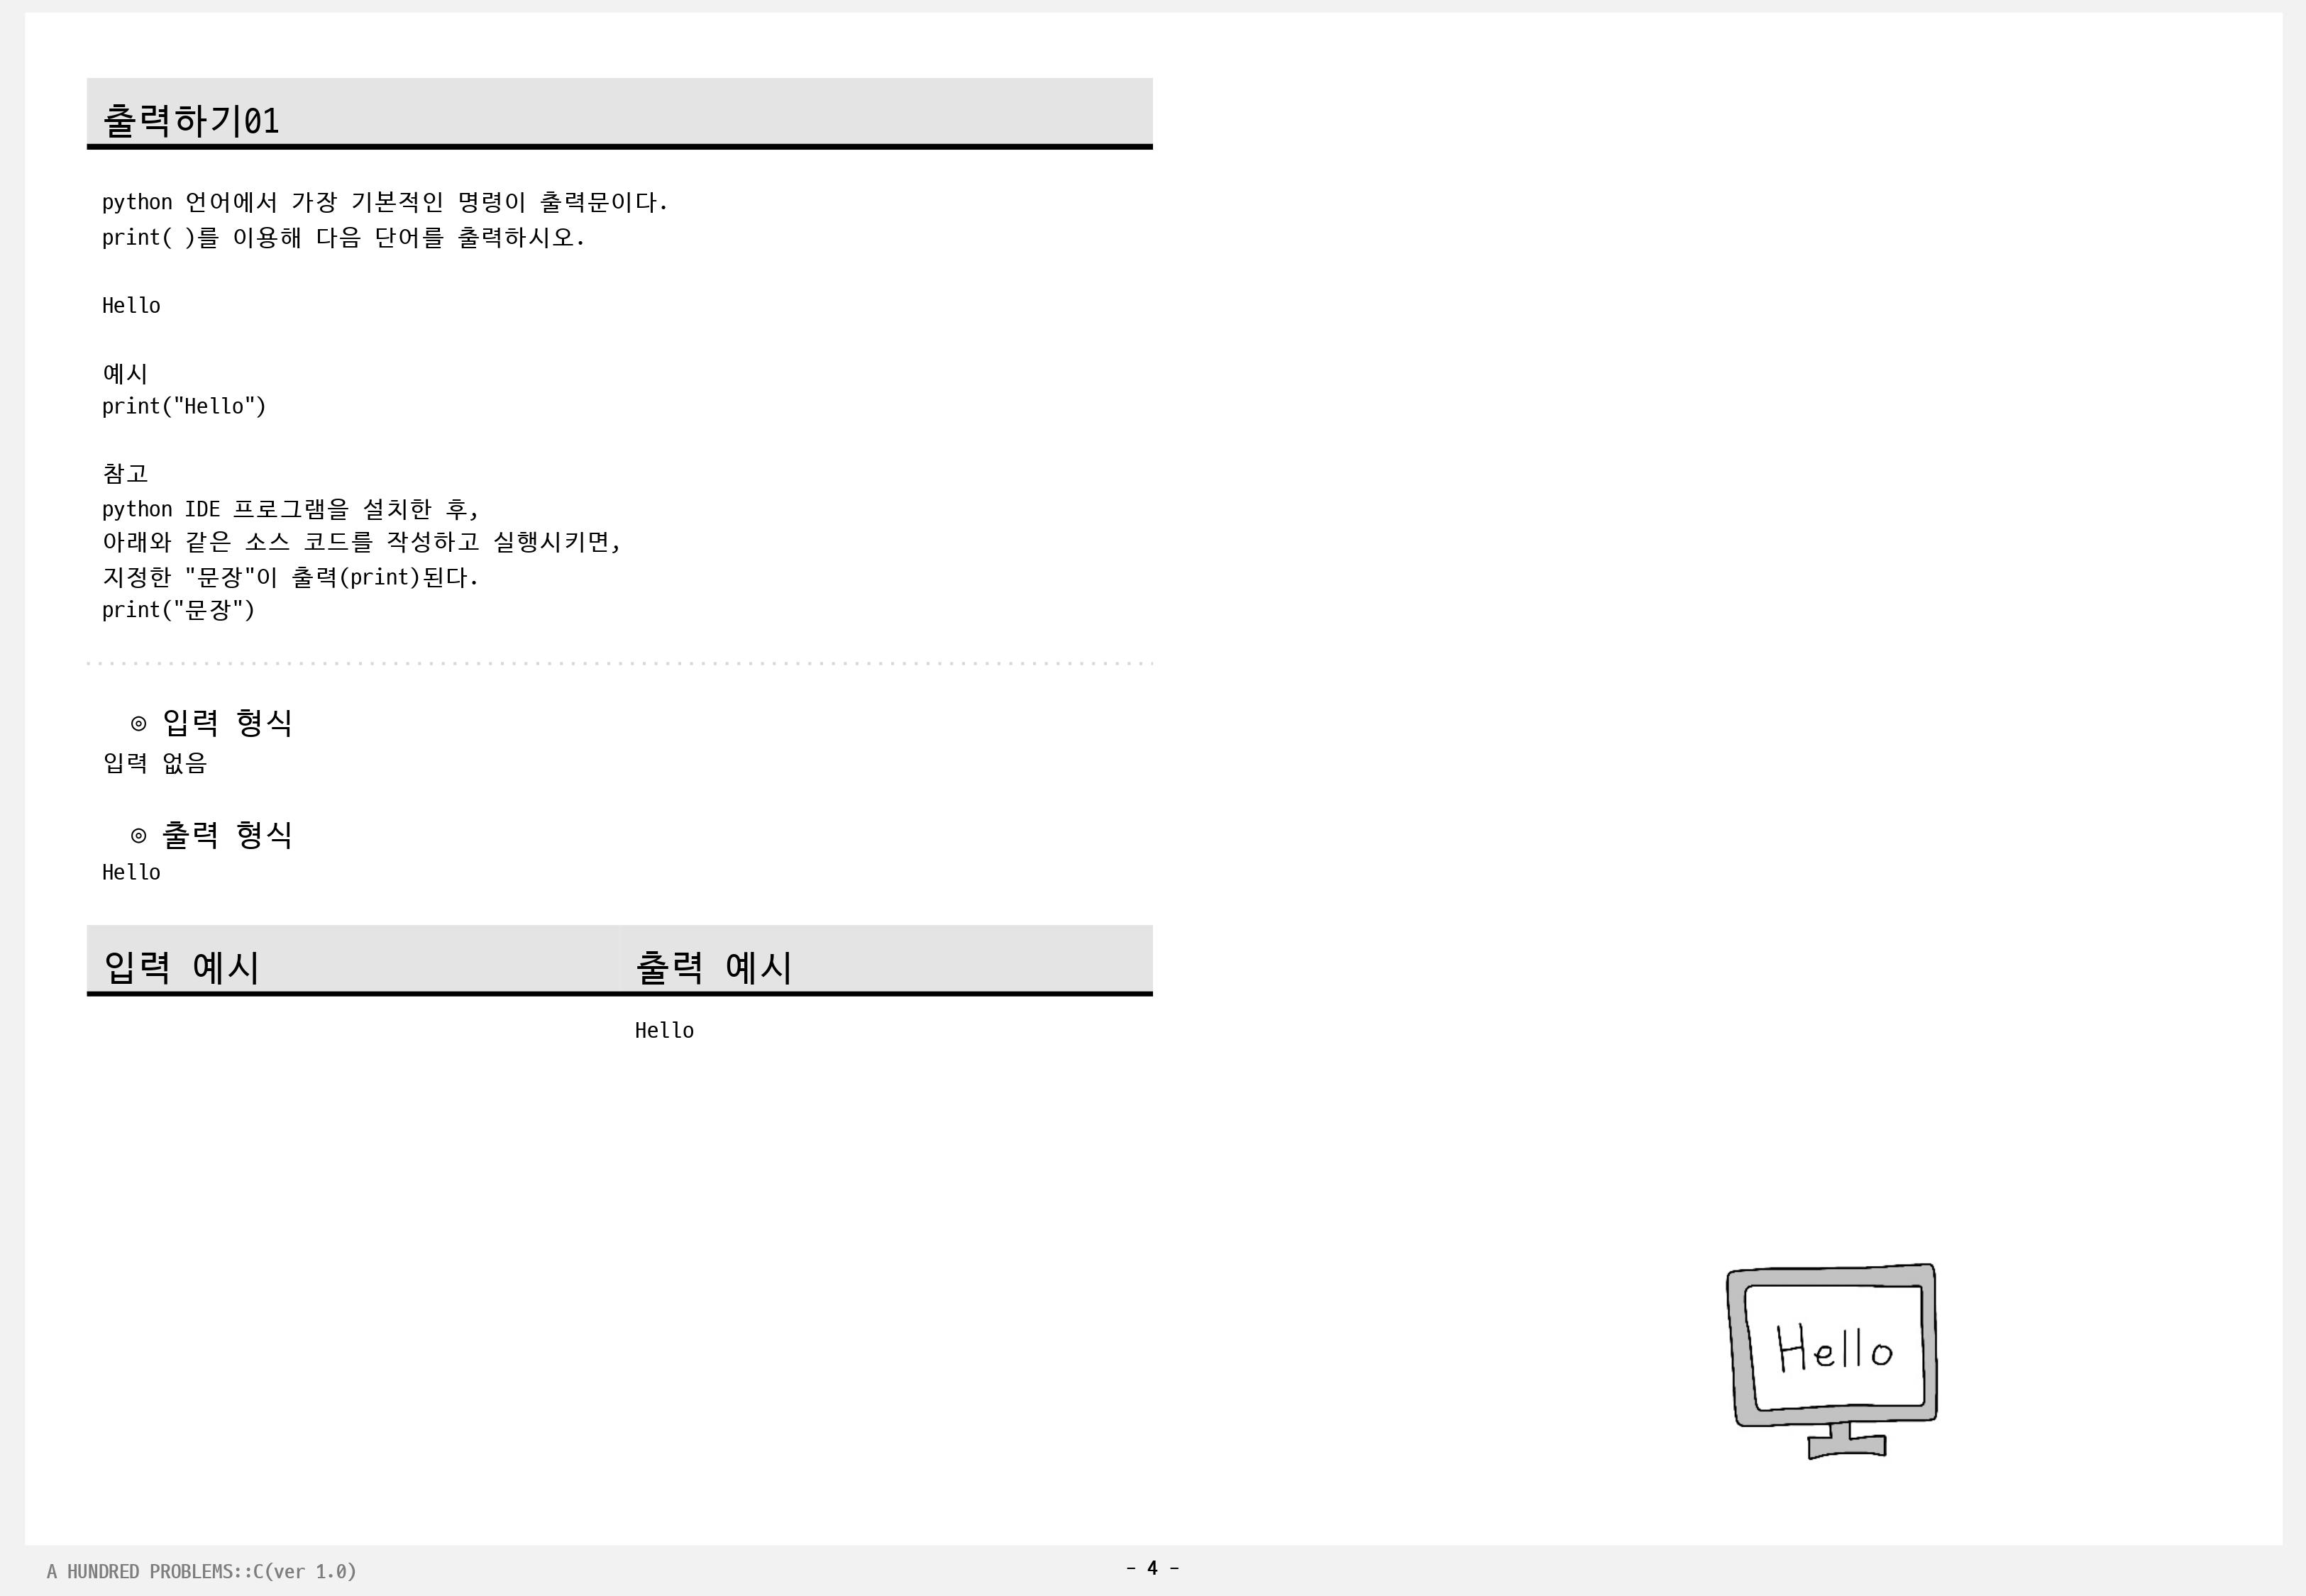 출력하기01
python 언어에서 가장 기본적인 명령이 출력문이다.
print( )를 이용해 다음 단어를 출력하시오.
Hello
예시
print("Hello")
참고
python IDE 프로그램을 설치한 후,
아래와 같은 소스 코드를 작성하고 실행시키면,
지정한 "문장"이 출력(print)된다.
print("문장")
◎ 입력 형식
입력 없음
◎ 출력 형식
Hello
입력 예시 출력 예시
Hello
Hello
A HUNDRED PROBLEMS::C(ver 1.0) - 4 -